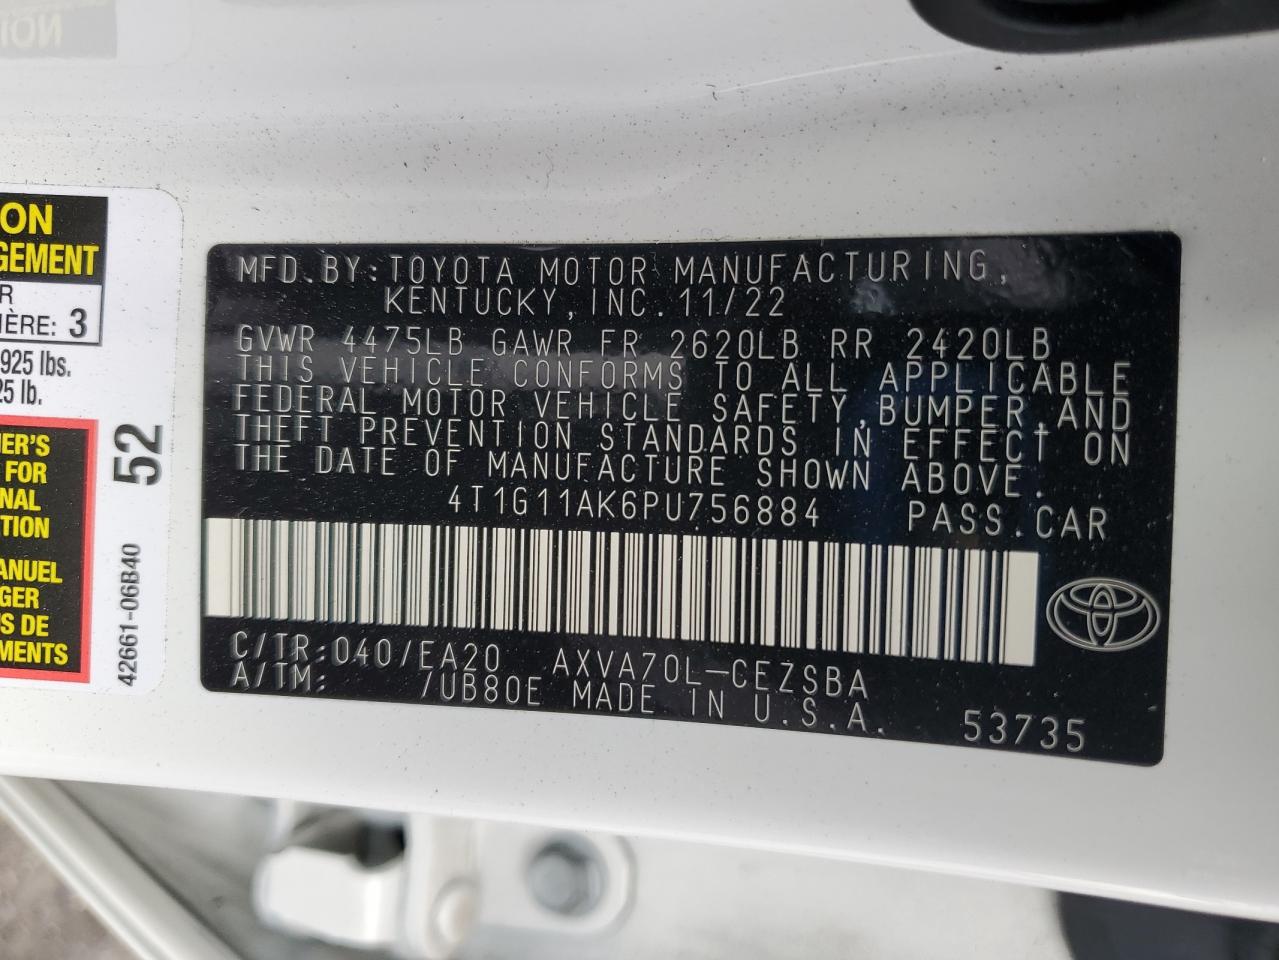 ON
GEMENT
R
IÈRE: 3
925 lbs.
25 lb.
ER'S
FOR
NAL
TION
ANUEL
GER
S DE
MENTS
52
42661-06B40
MFD.BY:TOYOTA MOTOR MANUFACTURING,
KENTUCKY,INC.11/22
GVWR 4475LB GAWR FR 2620LB RR 2420LB
THIS VEHICLE CONFORMS TO ALL APPLICABLE
FEDERAL MOTOR VEHICLE SAFETY,BUMPER,AND
THEFT PREVENTION STANDARDS IN EFFECT ON
THE DATE OF MANUFACTURE SHOWN ABOVE.
4T1G11AK6PU756884 PASS.CAR
C/TR:040/EA20 AXVA70L-CEZSBA
A/TM: /UB80E MADE IN U.S.A. 53735